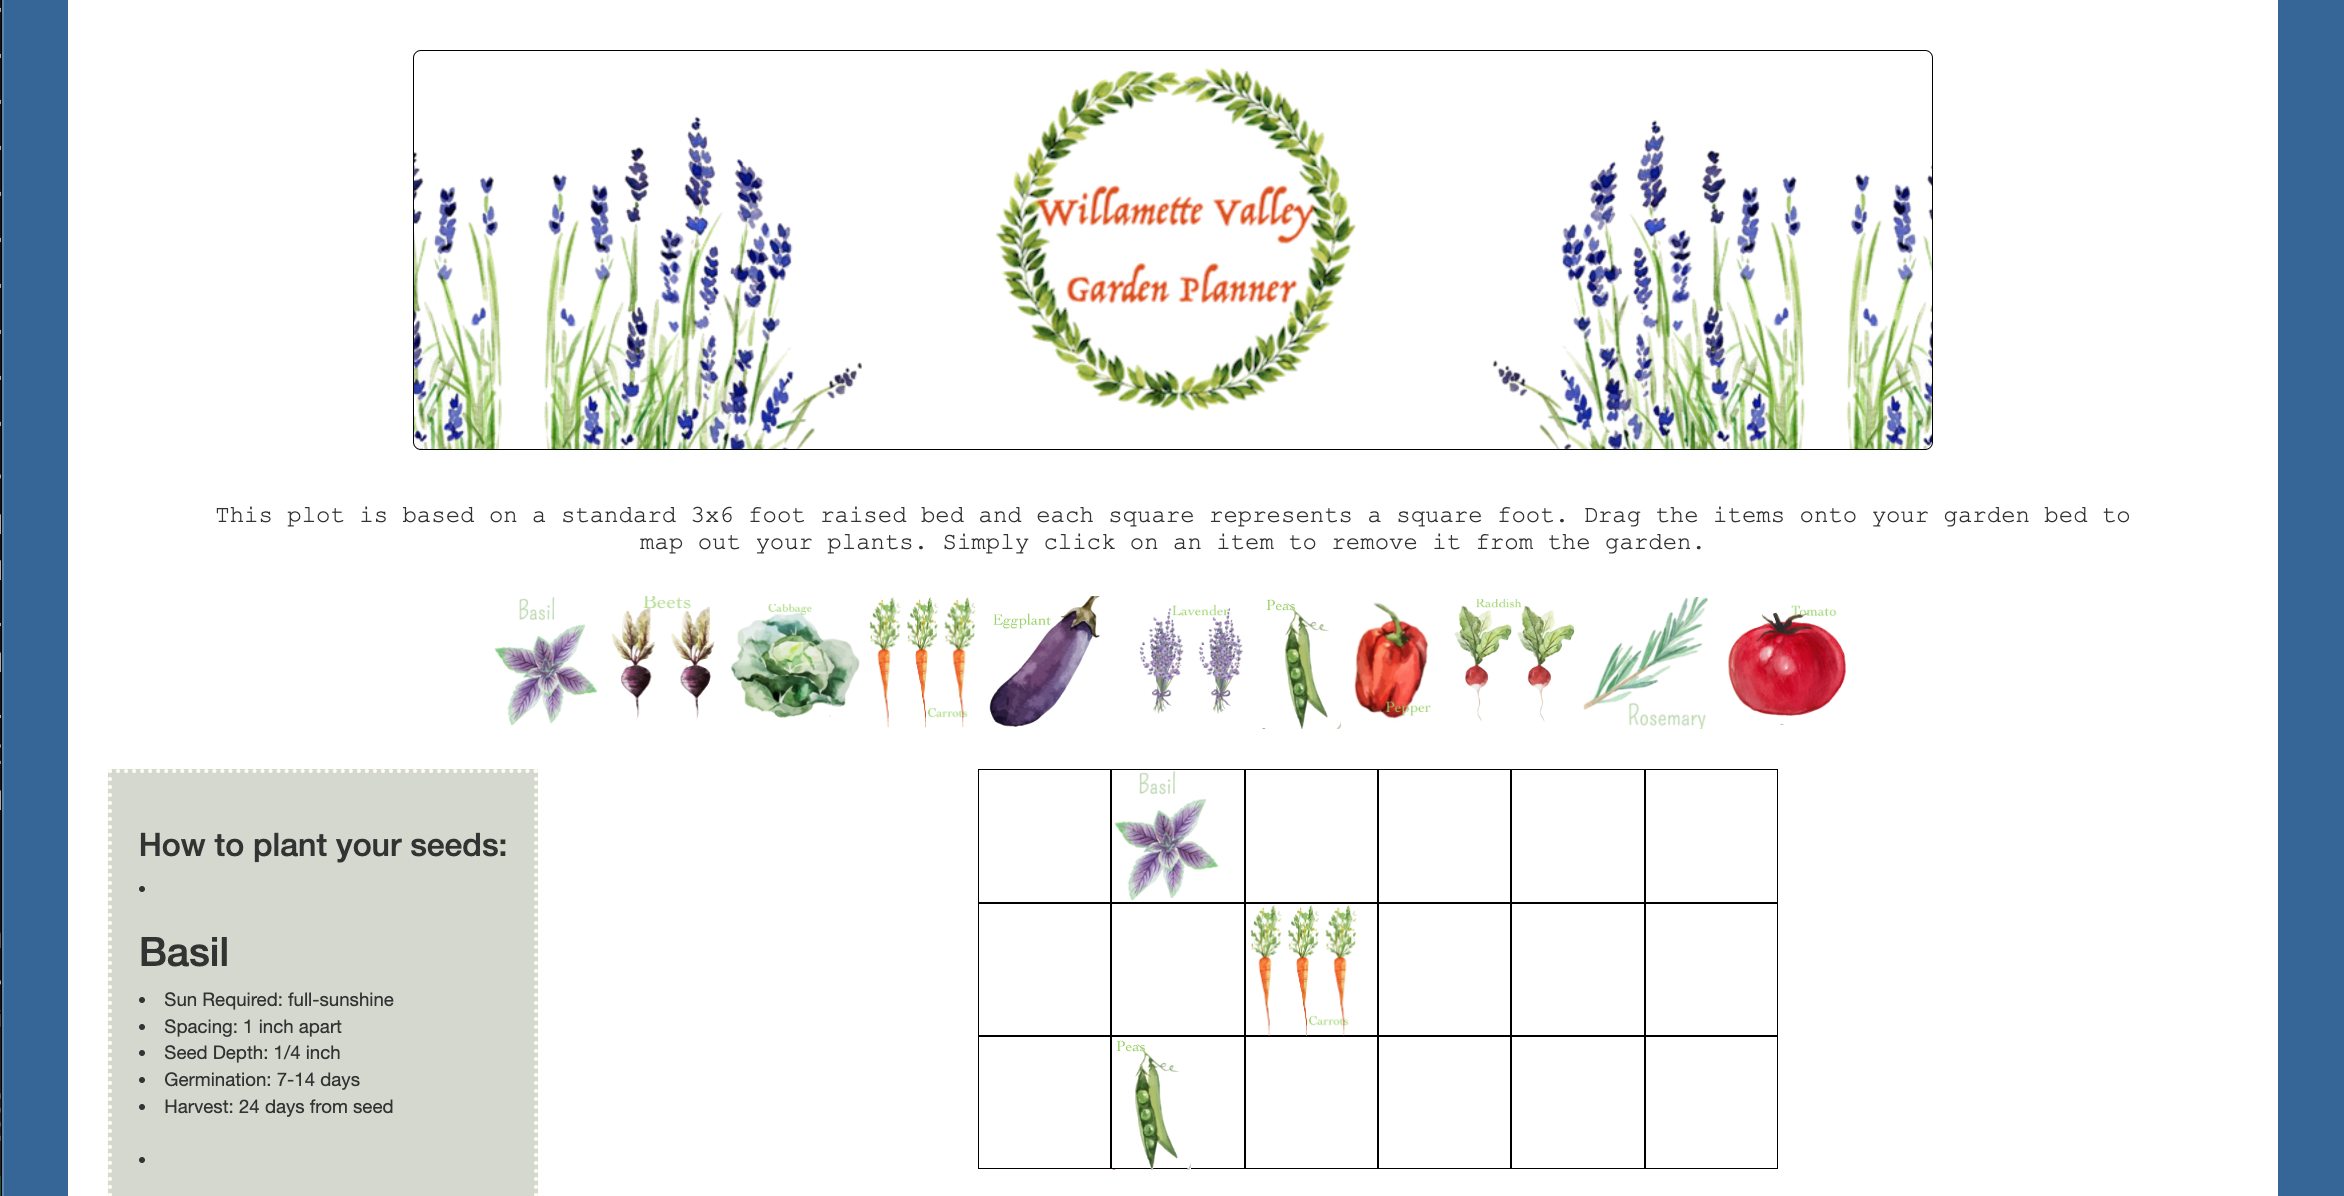 Willamette Valley
Garden Planner
This plot is based on a standard 3x6 foot raised bed and each square represents a square foot. Drag the items onto your garden bed to
map out your plants. Simply click on an item to remove it from the garden.
Basil
Beets
Cabbage
Carrots
Eggplant
Lavender
Peas
Pepper
Raddish
Rosemary
Tomato
How to plant your seeds:
Basil
Sun Required: full-sunshine
Spacing: 1 inch apart
Seed Depth: 1/4 inch
Germination: 7-14 days
Harvest: 24 days from seed
Basil
Carrots
Peas